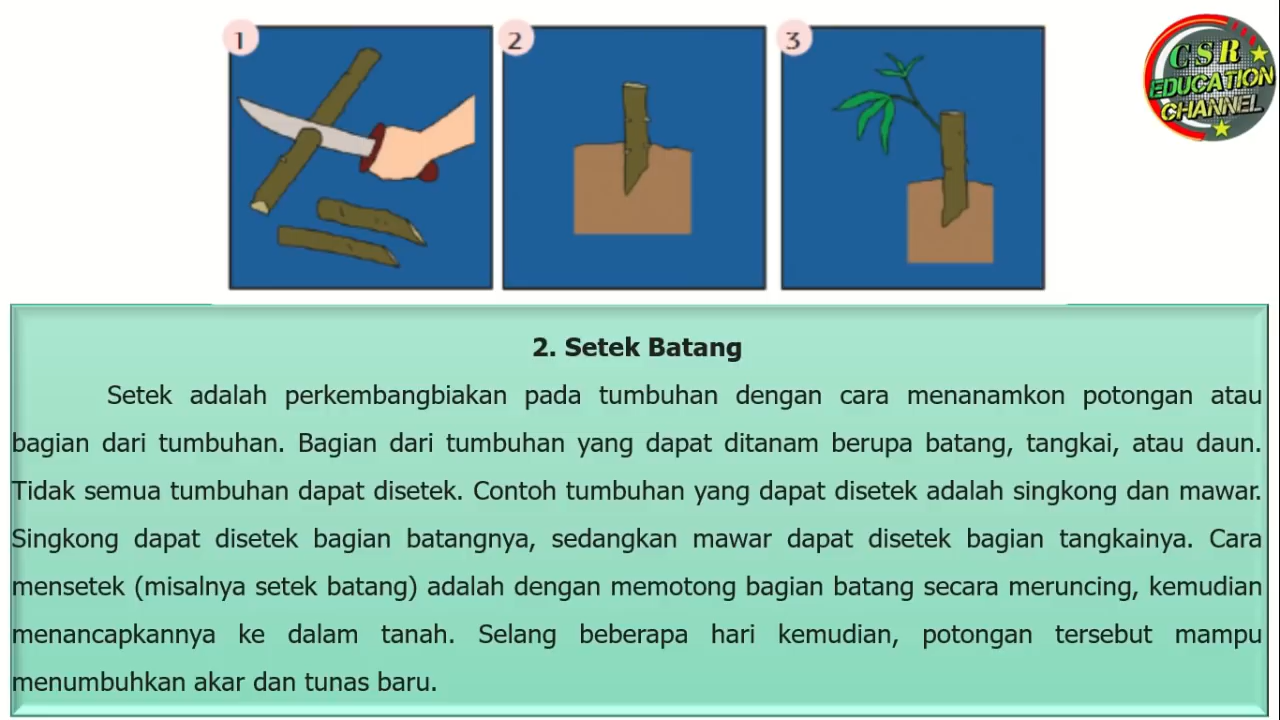 1
2
3
CSR
EDUCATION
CHANNEL
2. Setek Batang
Setek adalah perkembangbiakan pada tumbuhan dengan cara menanamkon potongan atau
bagian dari tumbuhan. Bagian dari tumbuhan yang dapat ditanam berupa batang, tangkai, atau daun.
Tidak semua tumbuhan dapat disetek. Contoh tumbuhan yang dapat disetek adalah singkong dan mawar.
Singkong dapat disetek bagian batangnya, sedangkan mawar dapat disetek bagian tangkainya. Cara
mensetek (misalnya setek batang) adalah dengan memotong bagian batang secara meruncing, kemudian
menancapkannya ke dalam tanah. Selang beberapa hari kemudian, potongan tersebut mampu
menumbuhkan akar dan tunas baru.